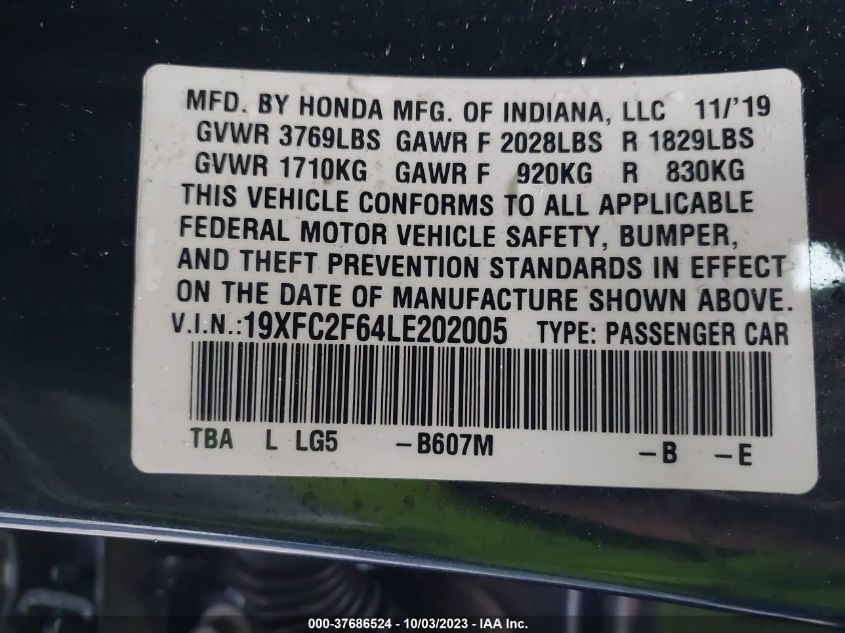 MFD. BY HONDA MFG. OF INDIANA, LLC 11/'19
GVWR 3769LBS GAWR F 2028LBS R 1829LBS
GVWR 1710KG GAWR F 920KG R 830KG
THIS VEHICLE CONFORMS TO ALL APPLICABLE
FEDERAL MOTOR VEHICLE SAFETY, BUMPER,
AND THEFT PREVENTION STANDARDS IN EFFECT
ON THE DATE OF MANUFACTURE SHOWN ABOVE.
V.I.N.:19XFC2F64LE202005 TYPE: PASSENGER CAR
TBA L LG5 -B607M -B -E
000-37686524 - 10/03/2023 - IAA Inc.